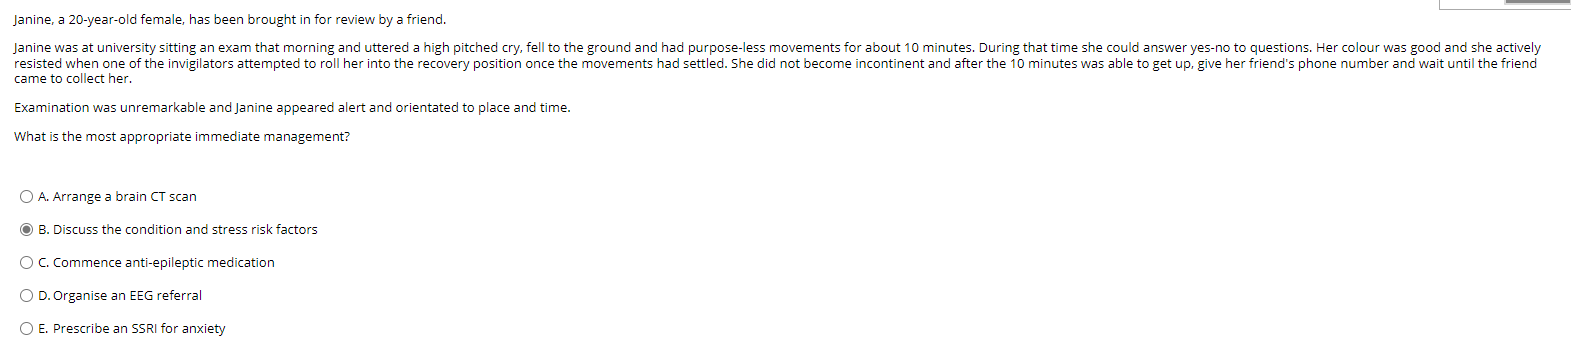 Janine, a 20-year-old female, has been brought in for review by a friend.
Janine was at university sitting an exam that morning and uttered a high pitched cry, fell to the ground and had purpose-less movements for about 10 minutes. During that time she could answer yes-no to questions. Her colour was good and she actively
resisted when one of the invigilators attempted to roll her into the recovery position once the movements had settled. She did not become incontinent and after the 10 minutes was able to get up, give her friend's phone number and wait until the friend
came to collect her.
Examination was unremarkable and Janine appeared alert and orientated to place and time.
What is the most appropriate immediate management?
A. Arrange a brain CT scan
B. Discuss the condition and stress risk factors
C. Commence anti-epileptic medication
D. Organise an EEG referral
E. Prescribe an SSRI for anxiety